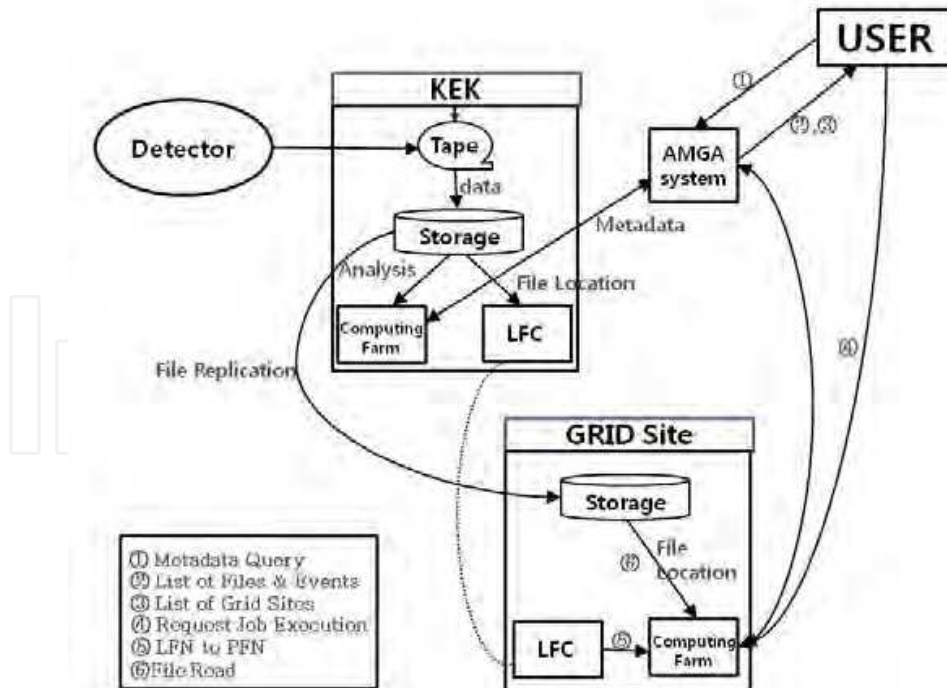 USER
KEK
①
Detector
Tape
②,③
AMGA
system
data
Storage
Metadata
Analysis
File Location
Computing
Farm
LFC
④
File Replication
GRID Site
Storage
⑥
File
Location
① Metadata Query
② List of Files & Events
③ List of Grid Sites
④ Request Job Execution
⑤ LFN to PFN
⑥ File Road
LFC
⑤
Computing
Farm